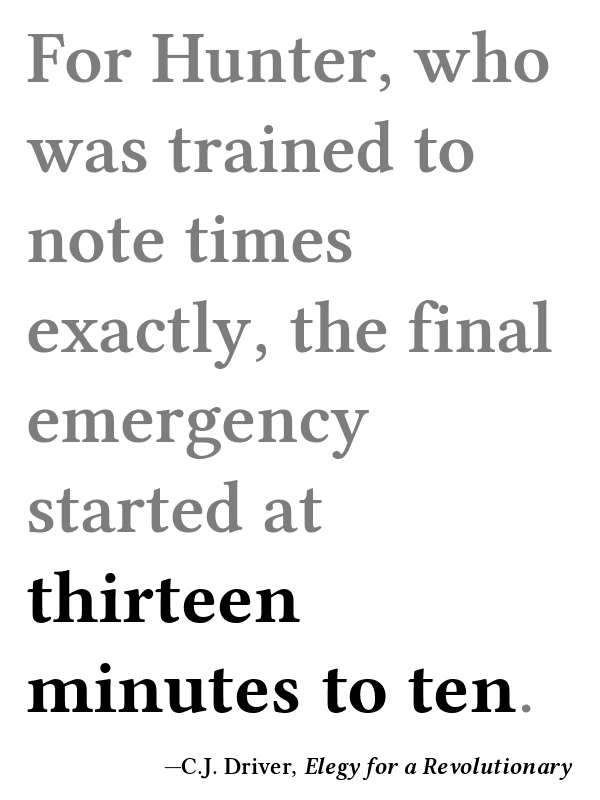 For Hunter, who
was trained to
note times
exactly, the final
emergency
started at
thirteen
minutes to ten.
—C.J. Driver, Elegy for a Revolutionary